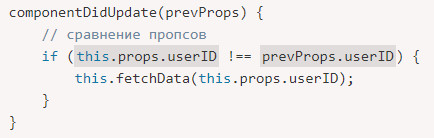 componentDidUpdate(prevProps) {
// сравнение пропсов
if (this.props.userID !== prevProps.userID) {
this.fetchData(this.props.userID);
}
}